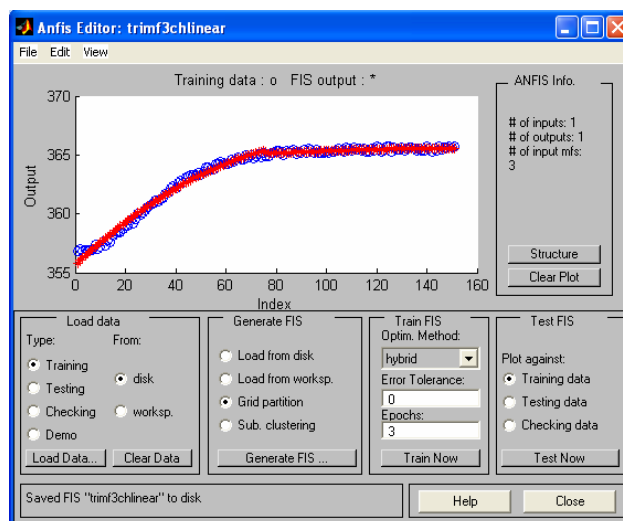 Anfis Editor: trimf3chlinear
File Edit View
Training data : o FIS output : *
370
365
360
355
Output
0 20 40 60 80 100 120 140 160
Index
ANFIS Info.
# of inputs: 1
# of outputs: 1
# of input mfs:
3
Structure
Clear Plot
Load data
Type: From:
Training
disk
Testing
Checking
worksp.
Demo
Load Data... Clear Data
Generate FIS
Load from disk
Load from worksp.
Grid partition
Sub. clustering
Generate FIS ...
Train FIS
Optim. Method:
hybrid
Error Tolerance:
0
Epochs:
3
Train Now
Test FIS
Plot against:
Training data
Testing data
Checking data
Test Now
Saved FIS "trimf3chlinear" to disk
Help Close